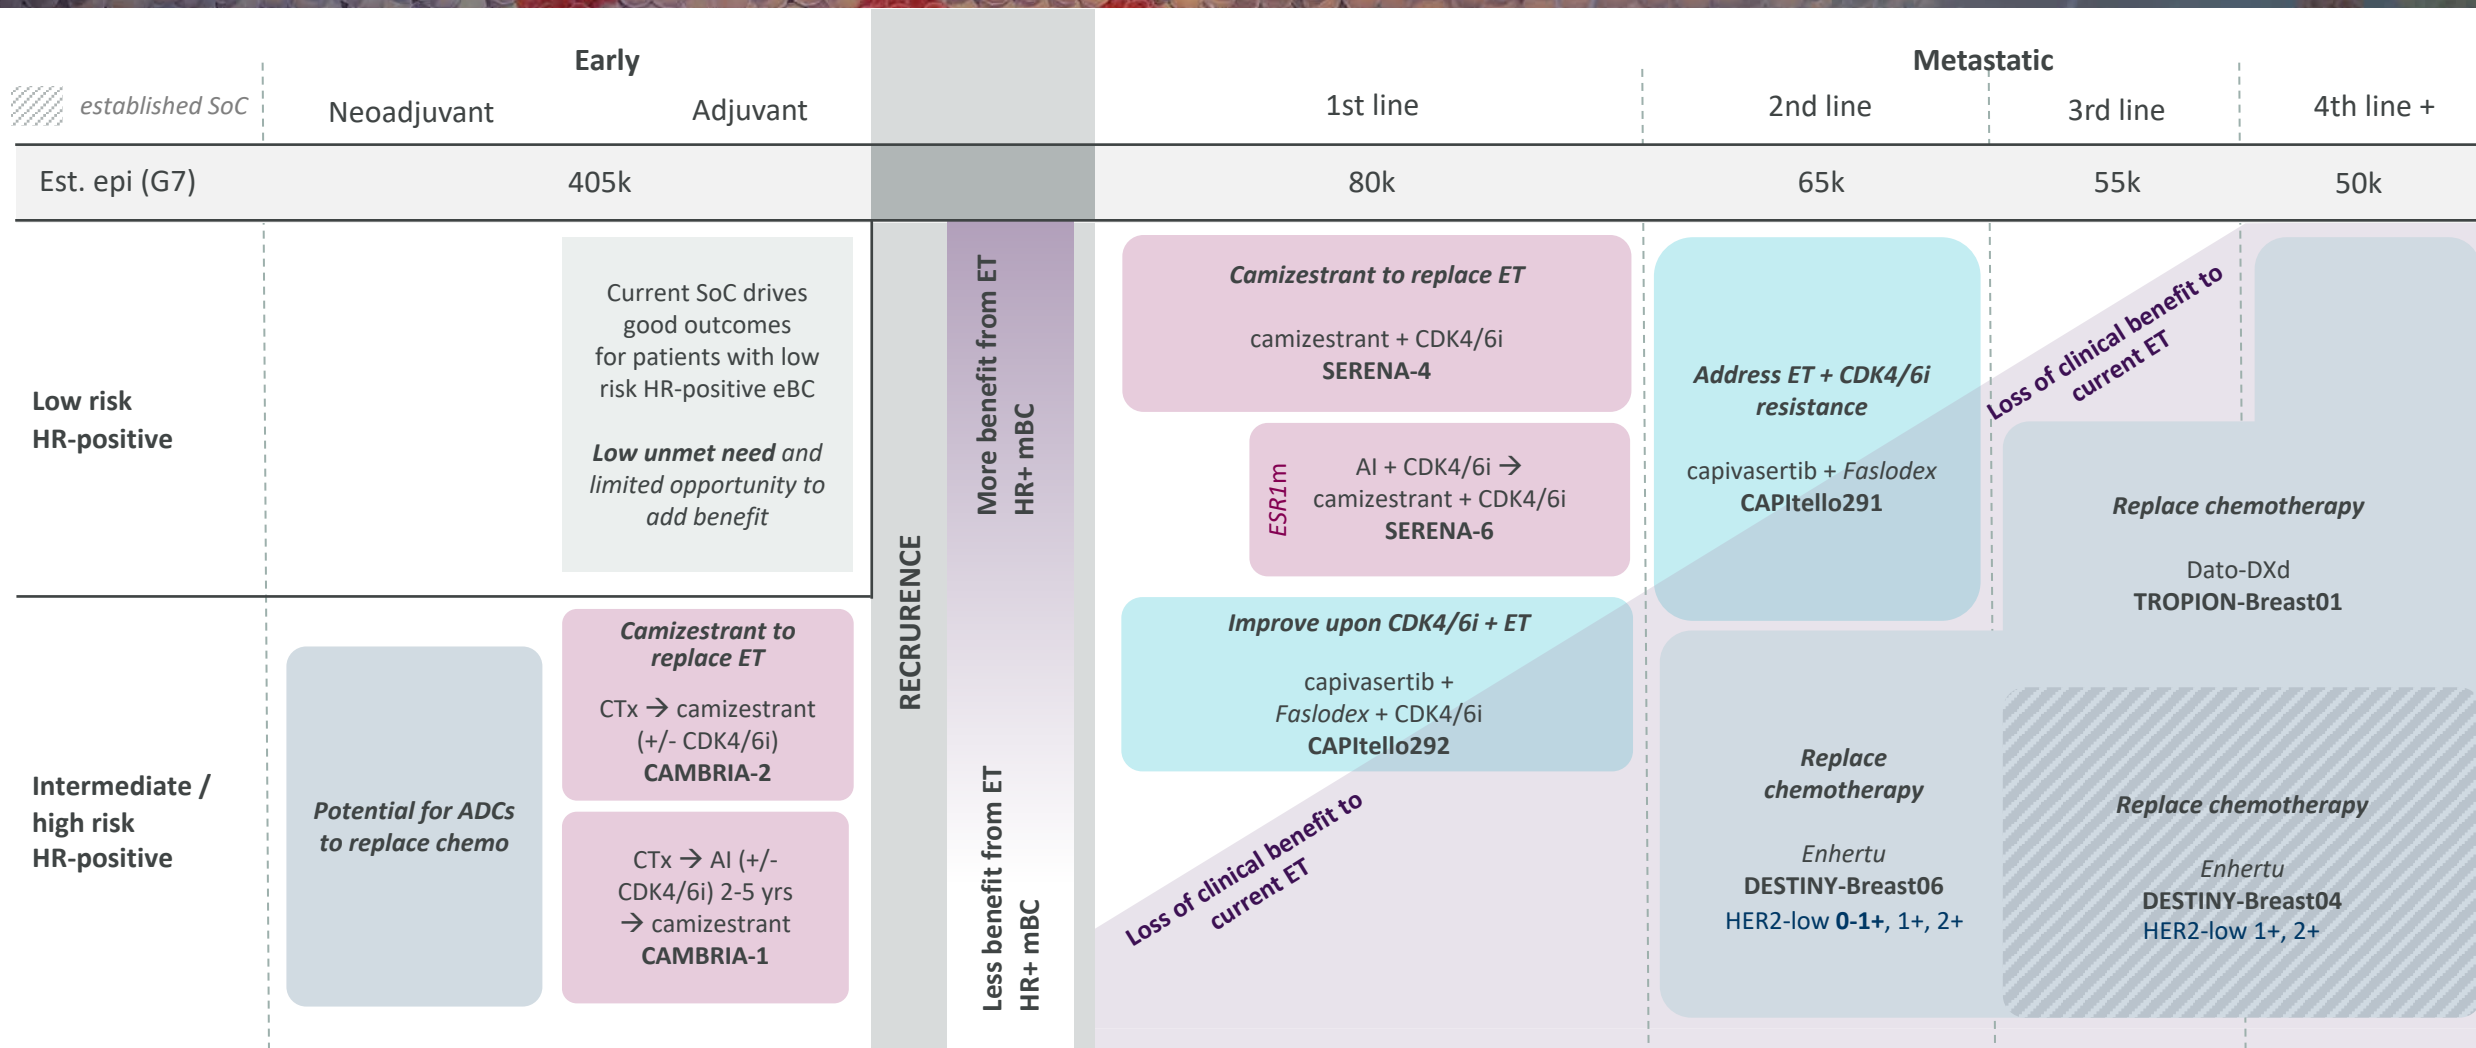 Early
Metastatic
established SoC
Neoadjuvant
Adjuvant
1st line
2nd line
3rd line
4th line +
Est. epi (G7)
405k
80k
65k
55k
50k
Low risk
HR-positive
Current SoC drives
good outcomes
for patients with low
risk HR-positive eBC
Low unmet need and
limited opportunity to
add benefit
Intermediate /
high risk
HR-positive
Potential for ADCs
to replace chemo
Camizestrant to
replace ET
CTx → camizestrant
(+/- CDK4/6i)
CAMBRIA-2
CTx → AI (+/-
CDK4/6i) 2-5 yrs
→ camizestrant
CAMBRIA-1
RECRURENCE
More benefit from ET
HR+ mBC
Less benefit from ET
HR+ mBC
Camizestrant to replace ET
camizestrant + CDK4/6i
SERENA-4
ESR1m
AI + CDK4/6i →
camizestrant + CDK4/6i
SERENA-6
Improve upon CDK4/6i + ET
capivasertib +
Faslodex + CDK4/6i
CAPItello292
Loss of clinical benefit to
current ET
Address ET + CDK4/6i
resistance
capivasertib + Faslodex
CAPItello291
Loss of clinical benefit to
current ET
Replace chemotherapy
Dato-DXd
TROPION-Breast01
Replace
chemotherapy
Enhertu
DESTINY-Breast06
HER2-low 0-1+, 1+, 2+
Replace chemotherapy
Enhertu
DESTINY-Breast04
HER2-low 1+, 2+